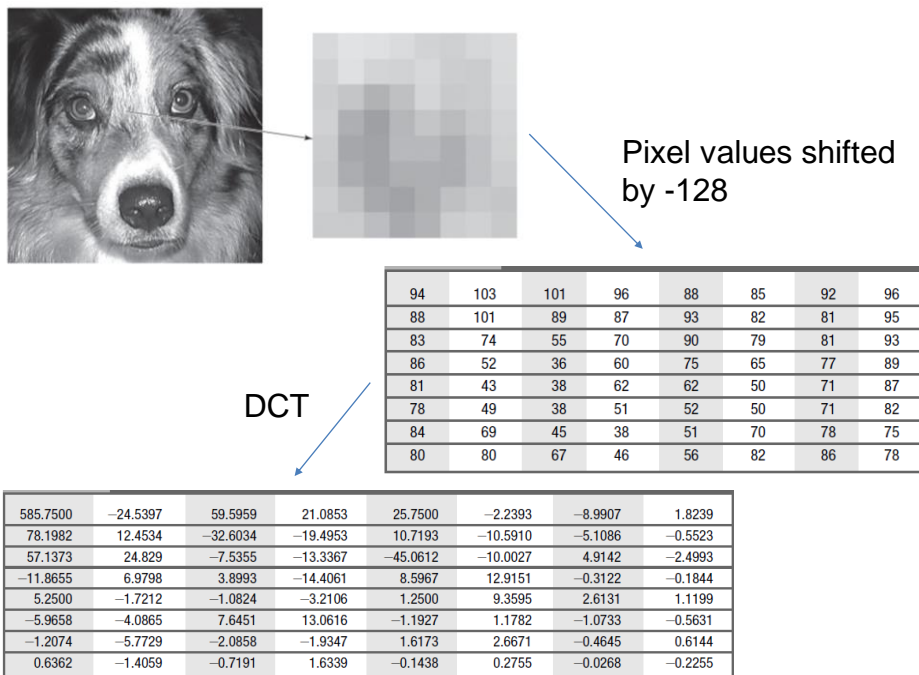 Pixel values shifted
by -128
94 103 101 96 88 85 92 96
88 101 89 87 93 82 81 95
83 74 55 70 90 79 81 93
86 52 36 60 75 65 77 89
81 43 38 62 62 50 71 87
78 49 38 51 52 50 71 82
84 69 45 38 51 70 78 75
80 80 67 46 56 82 86 78
DCT
585.7500 −24.5397 59.5959 21.0853 25.7500 −2.2393 −8.9907 1.8239
78.1982 12.4534 −32.6034 −19.4953 10.7193 −10.5910 −5.1086 −0.5523
57.1373 24.829 −7.5355 −13.3367 −45.0612 −10.0027 4.9142 −2.4993
−11.8655 6.9798 3.8993 −14.4061 8.5967 12.9151 −0.3122 −0.1844
5.2500 −1.7212 −1.0824 −3.2106 1.2500 9.3595 2.6131 1.1199
−5.9658 −4.0865 7.6451 13.0616 −1.1927 1.1782 −1.0733 −0.5631
−1.2074 −5.7729 −2.0858 −1.9347 1.6173 2.6671 −0.4645 0.6144
0.6362 −1.4059 −0.7191 1.6339 −0.1438 0.2755 −0.0268 −0.2255